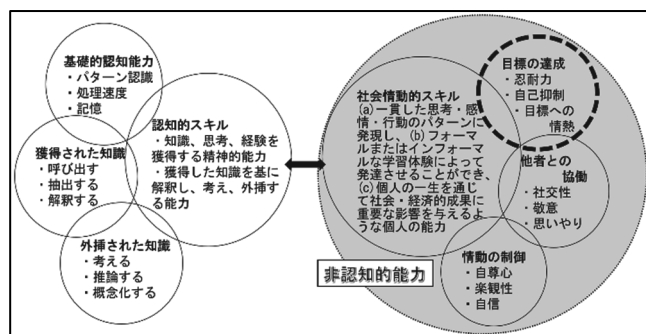 基礎的認知能力
・パターン認識
・処理速度
・記憶
獲得された知識
・呼び出す
・抽出する
・解釈する
外挿された知識
・考える
・推論する
・概念化する
認知的スキル
・知識、思考、経験を
獲得する精神的能力
・獲得した知識を基に
解釈し、考え、外挿す
る能力
社会情動的スキル
(a)一貫した思考・感
情・行動のパターンに
発現し、(b)フォーマ
ルまたはインフォーマ
ルな学習体験によって
発達させることができ、
(c)個人の一生を通じ
て社会・経済的成果に
重要な影響を与えるよ
うな個人の能力
目標の達成
・忍耐力
・自己抑制
・目標への
情熱
他者との
協働
・社交性
・敬意
・思いやり
情動の制御
・自尊心
・楽観性
・自信
非認知的能力